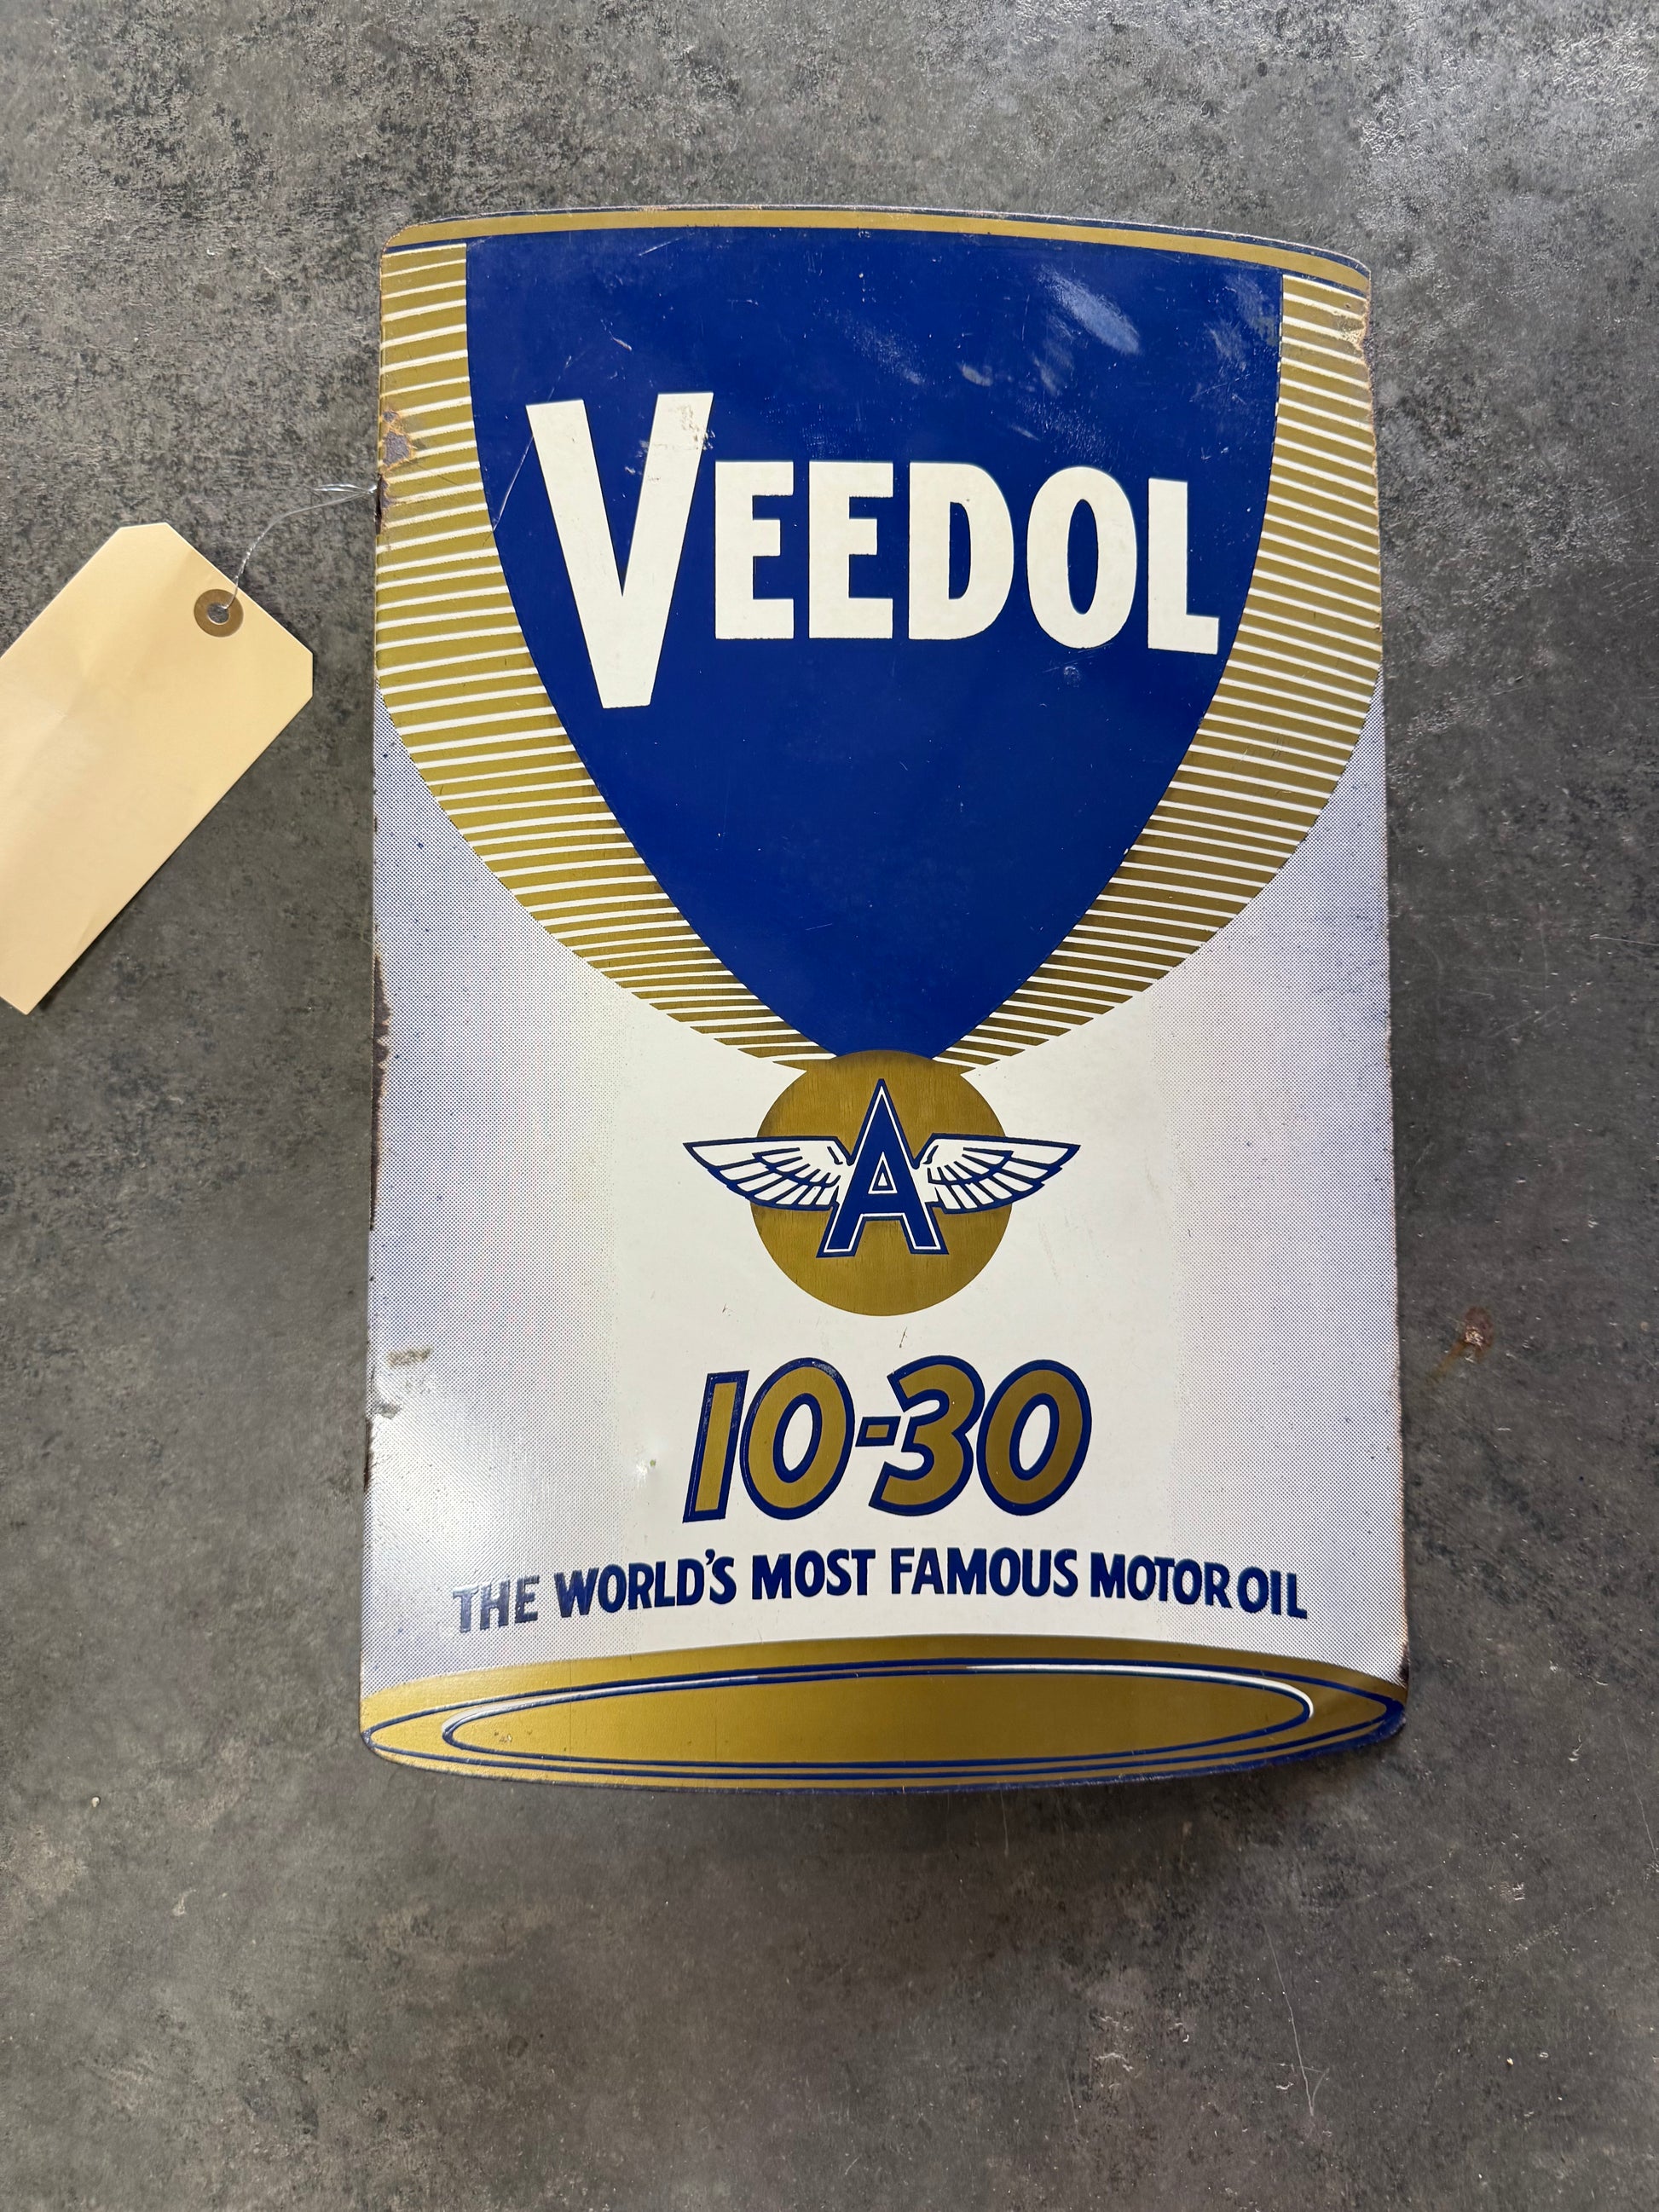 VEEDOL
A
10-30
THE WORLD'S MOST FAMOUS MOTOR OIL